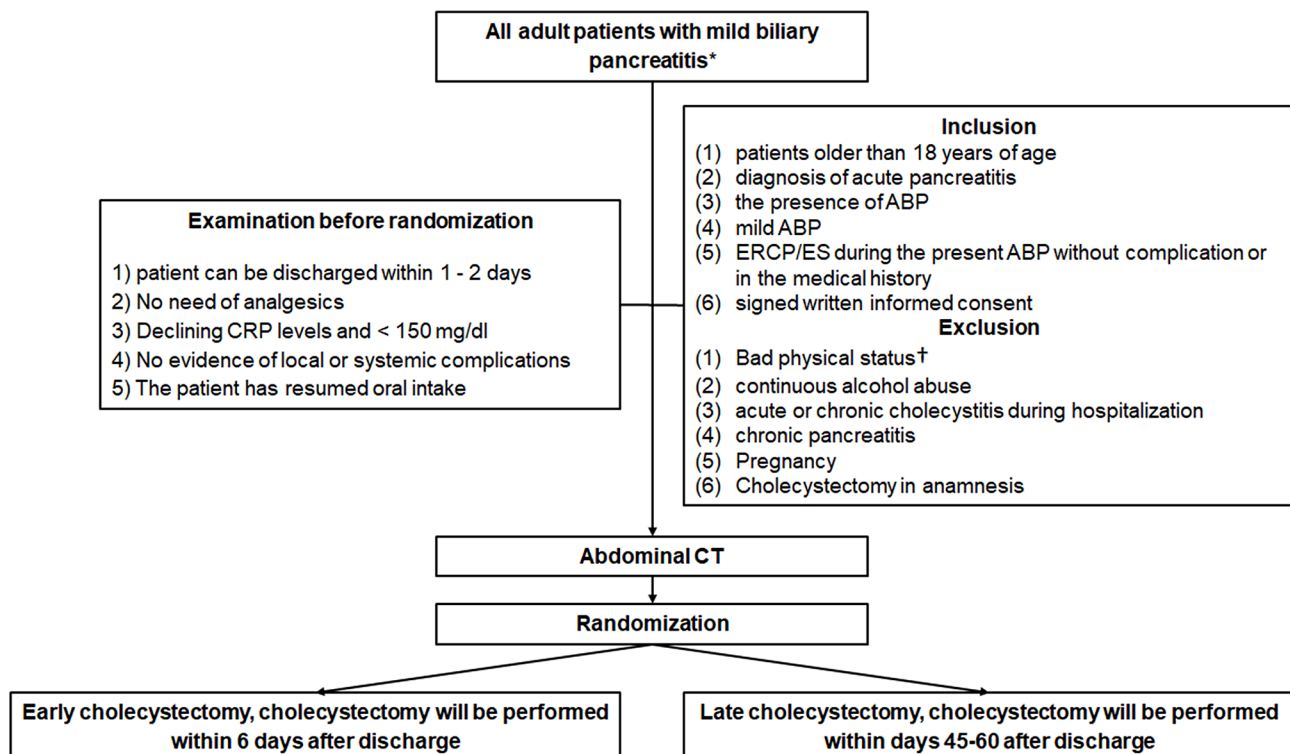 All adult patients with mild biliary
pancreatitis*
Inclusion
(1) patients older than 18 years of age
(2) diagnosis of acute pancreatitis
(3) the presence of ABP
(4) mild ABP
(5) ERCP/ES during the present ABP without complication or
in the medical history
(6) signed written informed consent
Exclusion
(1) Bad physical status†
(2) continuous alcohol abuse
(3) acute or chronic cholecystitis during hospitalization
(4) chronic pancreatitis
(5) Pregnancy
(6) Cholecystectomy in anamnesis
Examination before randomization
1) patient can be discharged within 1 - 2 days
2) No need of analgesics
3) Declining CRP levels and < 150 mg/dl
4) No evidence of local or systemic complications
5) The patient has resumed oral intake
Abdominal CT
Randomization
Early cholecystectomy, cholecystectomy will be performed
within 6 days after discharge
Late cholecystectomy, cholecystectomy will be performed
within days 45-60 after discharge